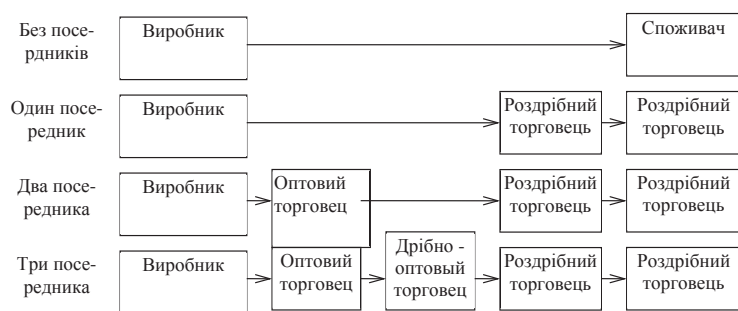 Без посе-
рдників
Виробник
Споживач
Один посе-
редник
Виробник
Роздрібний
торговець
Роздрібний
торговець
Два посе-
редника
Виробник
Оптовий
торговец
Роздрібний
торговець
Роздрібний
торговець
Три посе-
редника
Виробник
Оптовий
торговец
Дрібно -
оптовый
торговец
Роздрібний
торговець
Роздрібний
торговець